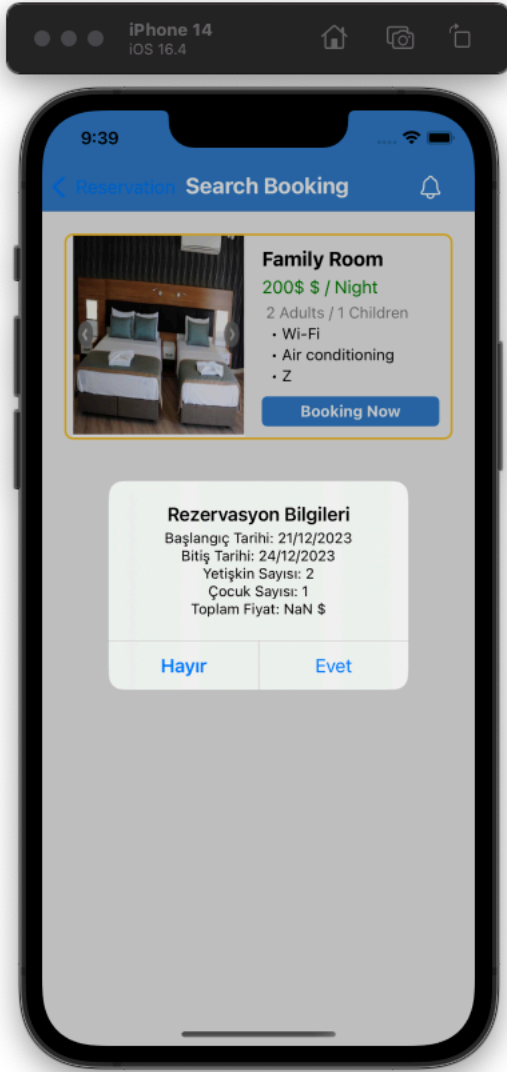 iPhone 14
iOS 16.4
9:39
Reservation Search Booking
Family Room
200$ $ / Night
2 Adults / 1 Children
• Wi-Fi
• Air conditioning
• Z
Booking Now
Rezervasyon Bilgileri
Başlangıç Tarihi: 21/12/2023
Bitiş Tarihi: 24/12/2023
Yetişkin Sayısı: 2
Çocuk Sayısı: 1
Toplam Fiyat: NaN $
Hayır Evet